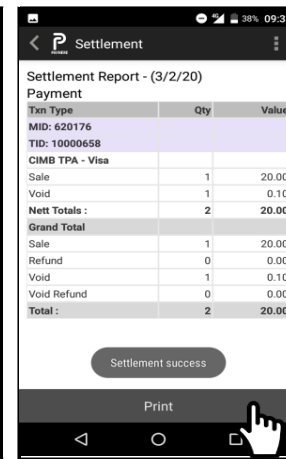 38% 09:3
PAYDEE Settlement
Settlement Report - (3/2/20)
Payment
Txn Type Qty Value
MID: 620176
TID: 10000658
CIMB TPA - Visa
Sale 1 20.00
Void 1 0.10
Nett Totals : 2 20.00
Grand Total
Sale 1 20.00
Refund 0 0.00
Void 1 0.10
Void Refund 0 0.00
Total : 2 20.00
Settlement success
Print